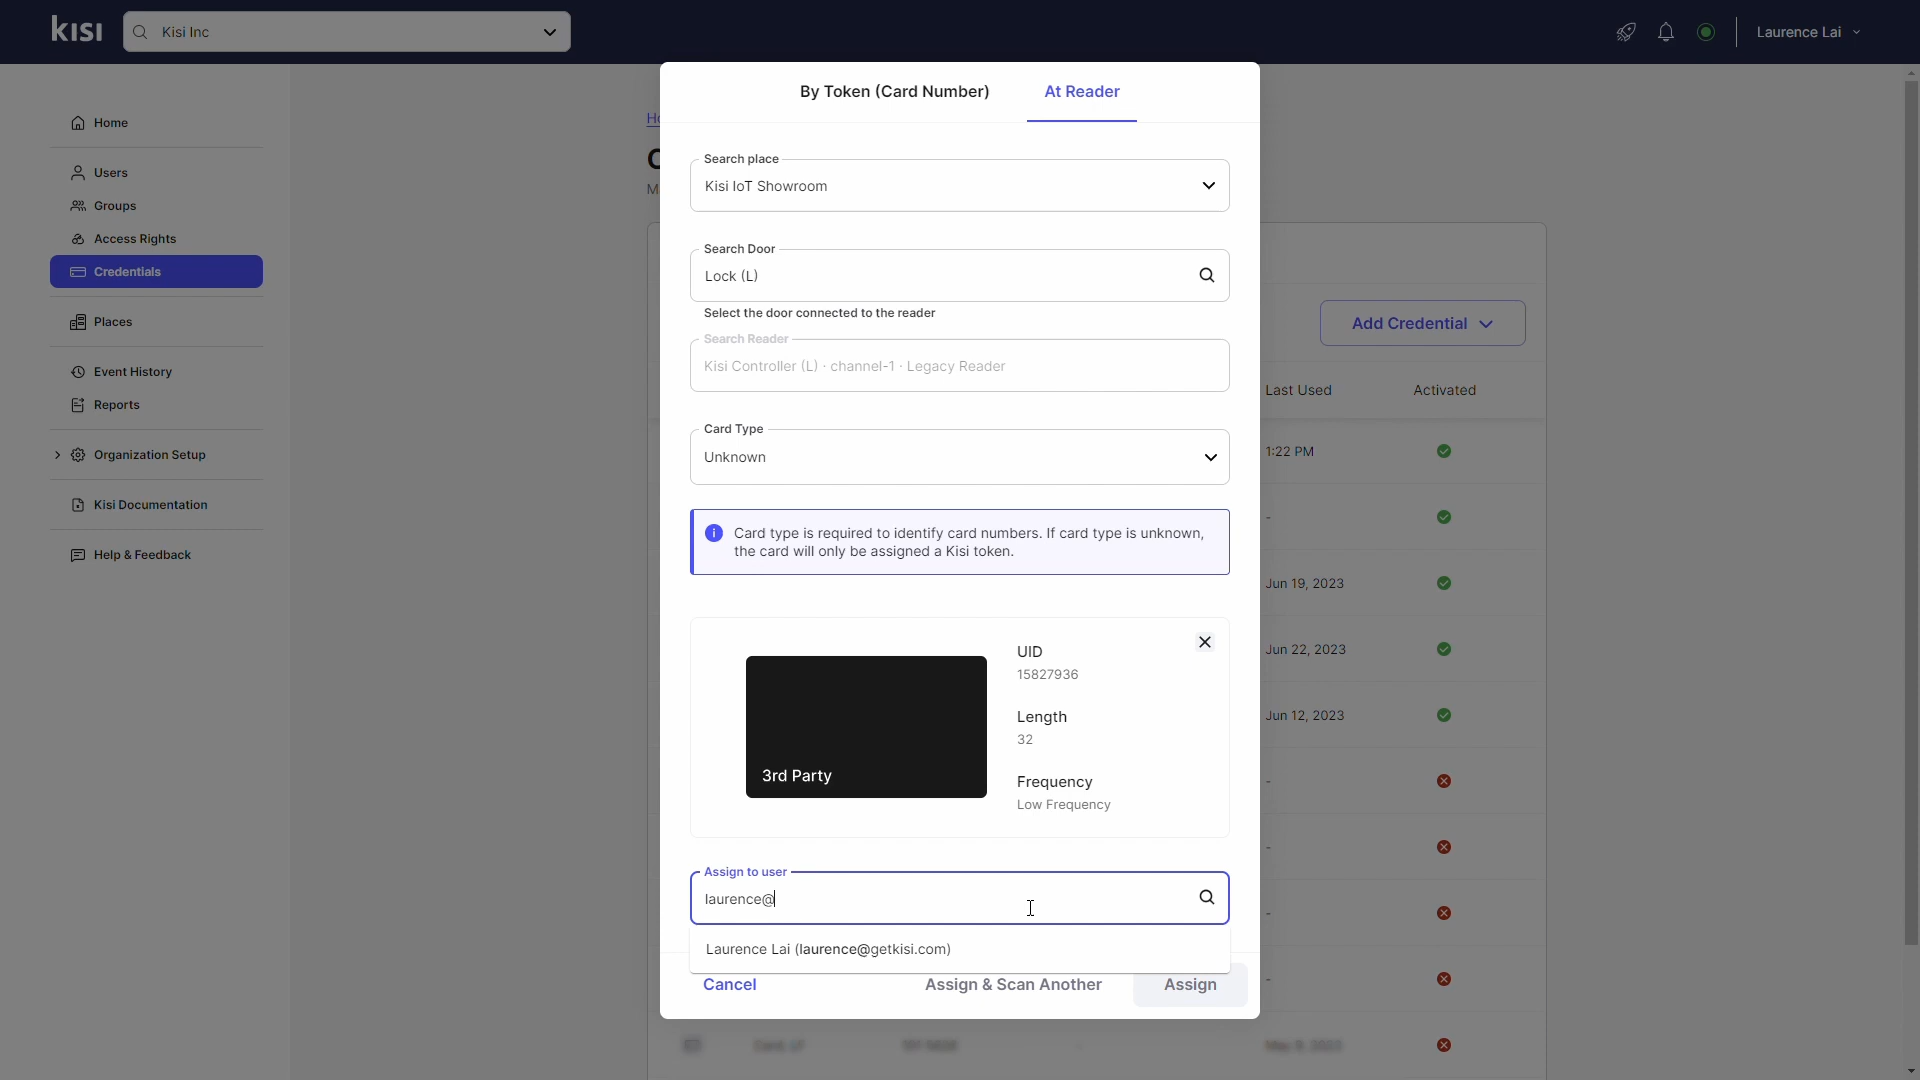 kisi
Kisi Inc
Laurence Lai
Home
Users
Groups
Access Rights
Credentials
Places
Event History
Reports
Organization Setup
Kisi Documentation
Help & Feedback
By Token (Card Number)
At Reader
Search place
Kisi IoT Showroom
Search Door
Lock (L)
Select the door connected to the reader
Search Reader
Kisi Controller (L) · channel-1 · Legacy Reader
Card Type
Unknown
Card type is required to identify card numbers. If card type is unknown,
the card will only be assigned a Kisi token.
3rd Party
UID
15827936
Length
32
Frequency
Low Frequency
Assign to user
laurence@
Laurence Lai (laurence@getkisi.com)
Cancel
Assign & Scan Another
Assign
Add Credential
Last Used
Activated
1:22 PM
-
Jun 19, 2023
Jun 22, 2023
Jun 12, 2023
-
-
-
-